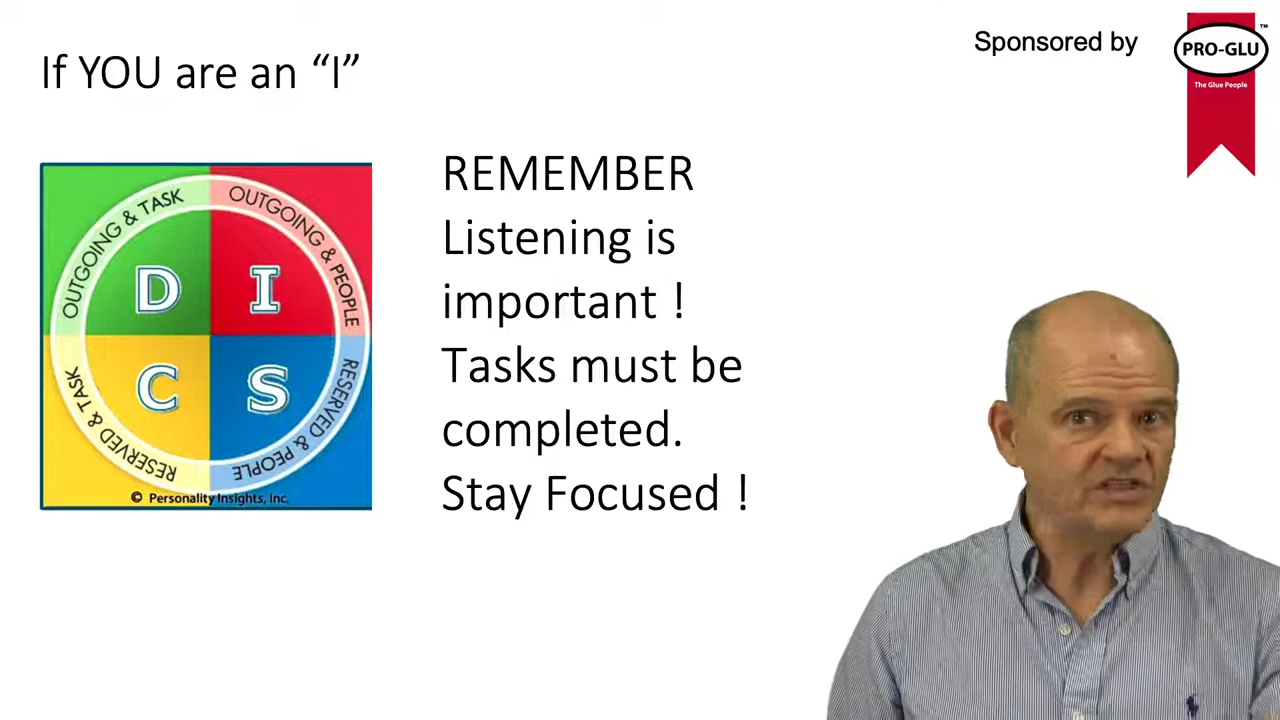 If YOU are an “I”
Sponsored by
PRO-GLU
™
The Glue People
REMEMBER
Listening is
important !
Tasks must be
completed.
Stay Focused !
OUTGOING & TASK
OUTGOING & PEOPLE
D
I
C
S
RESERVED & TASK
RESERVED & PEOPLE
© Personality Insights, Inc.